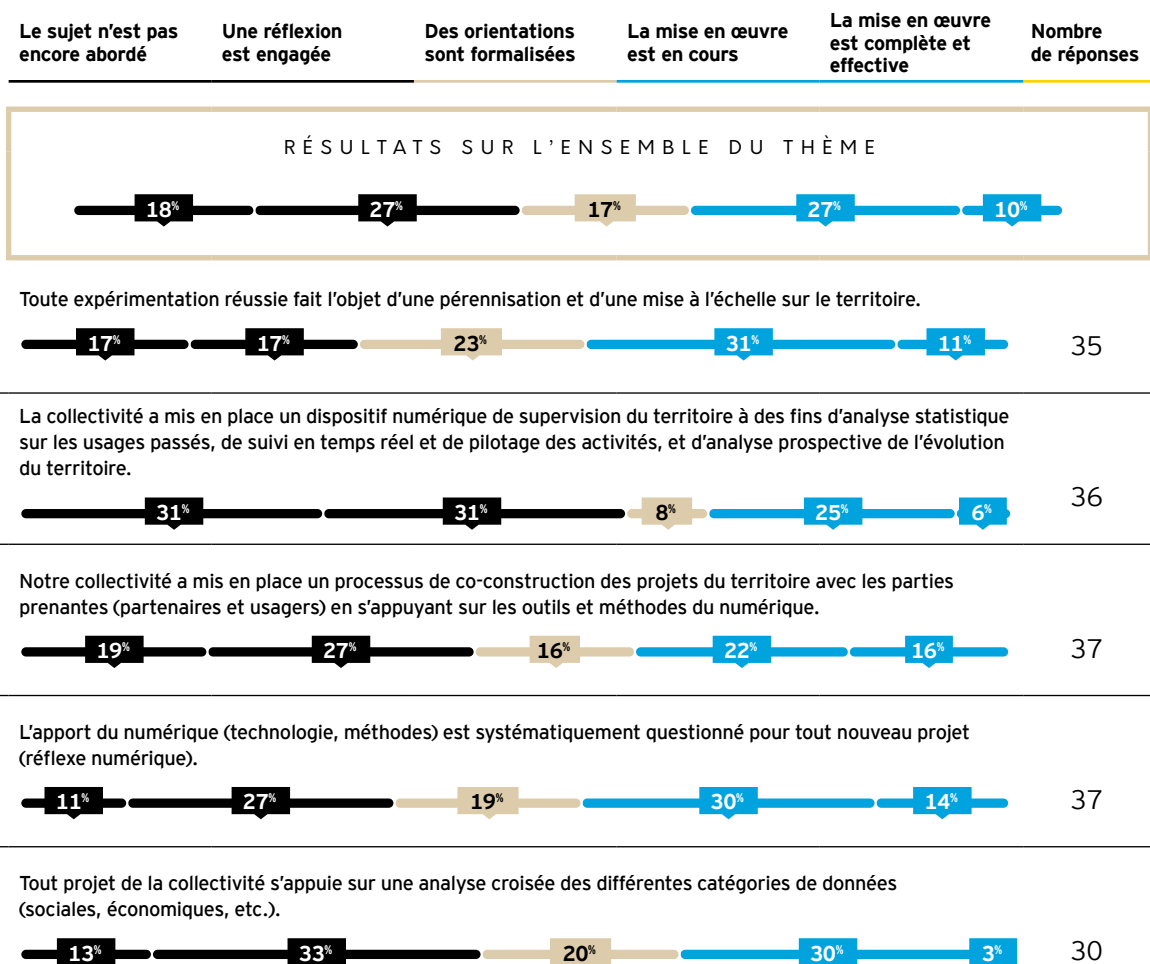 Le sujet n'est pas
encore abordé
Une réflexion
est engagée
Des orientations
sont formalisées
La mise en œuvre
est en cours
La mise en œuvre
est complète et
effective
Nombre
de réponses
RÉSULTATS SUR L'ENSEMBLE DU THÈME
18% 27% 17% 27% 10%
Toute expérimentation réussie fait l'objet d'une pérennisation et d'une mise à l'échelle sur le territoire.
17% 17% 23% 31% 11% 35
La collectivité a mis en place un dispositif numérique de supervision du territoire à des fins d'analyse statistique
sur les usages passés, de suivi en temps réel et de pilotage des activités, et d'analyse prospective de l'évolution
du territoire.
31% 31% 8% 25% 6% 36
Notre collectivité a mis en place un processus de co-construction des projets du territoire avec les parties
prenantes (partenaires et usagers) en s'appuyant sur les outils et méthodes du numérique.
19% 27% 16% 22% 16% 37
L'apport du numérique (technologie, méthodes) est systématiquement questionné pour tout nouveau projet
(réflexe numérique).
11% 27% 19% 30% 14% 37
Tout projet de la collectivité s'appuie sur une analyse croisée des différentes catégories de données
(sociales, économiques, etc.).
13% 33% 20% 30% 3% 30